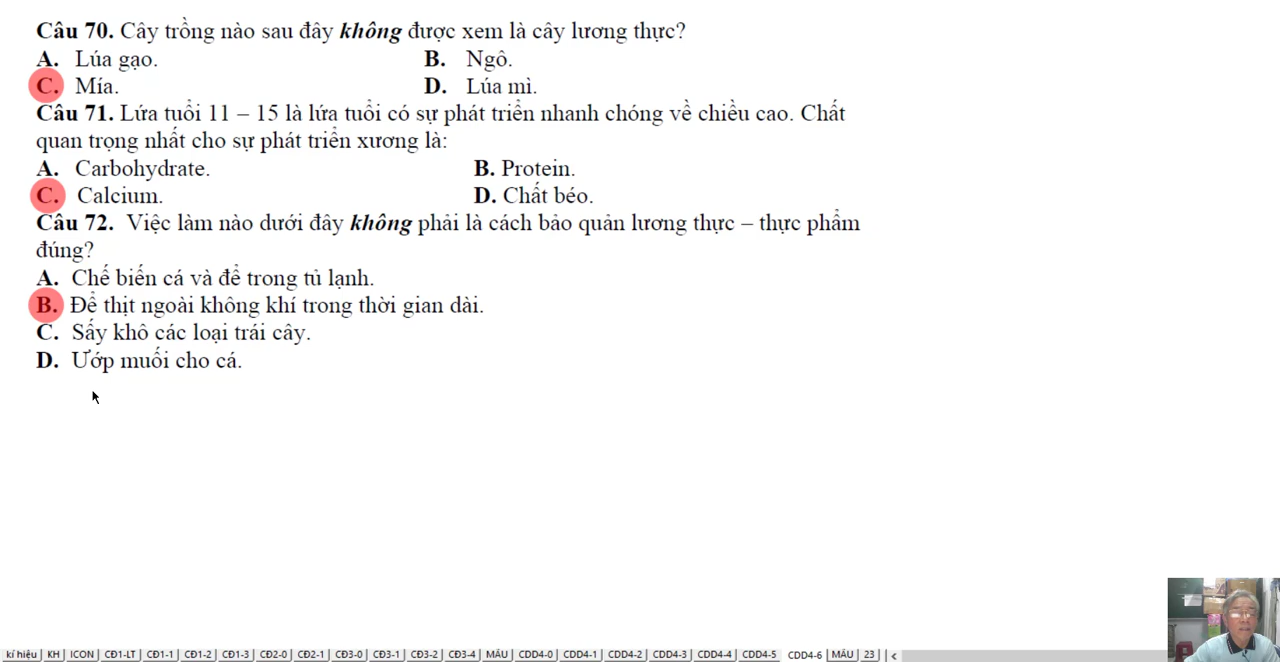 Câu 70. Cây trồng nào sau đây không được xem là cây lương thực?
A. Lúa gạo. B. Ngô.
C. Mía. D. Lúa mì.
Câu 71. Lứa tuổi 11 – 15 là lứa tuổi có sự phát triển nhanh chóng về chiều cao. Chất
quan trọng nhất cho sự phát triển xương là:
A. Carbohydrate. B. Protein.
C. Calcium. D. Chất béo.
Câu 72. Việc làm nào dưới đây không phải là cách bảo quản lương thực – thực phẩm
đúng?
A. Chế biến cá và để trong tủ lạnh.
B. Để thịt ngoài không khí trong thời gian dài.
C. Sấy khô các loại trái cây.
D. Ướp muối cho cá.
kí hiệu KH ICON CĐ1-LT CĐ1-1 CĐ1-2 CĐ1-3 CĐ2-0 CĐ2-1 CĐ3-0 CĐ3-1 CĐ3-2 CĐ3-4 MẪU CDD4-0 CDD4-1 CDD4-2 CDD4-3 CDD4-4 CDD4-5 CDD4-6 MẪU 23